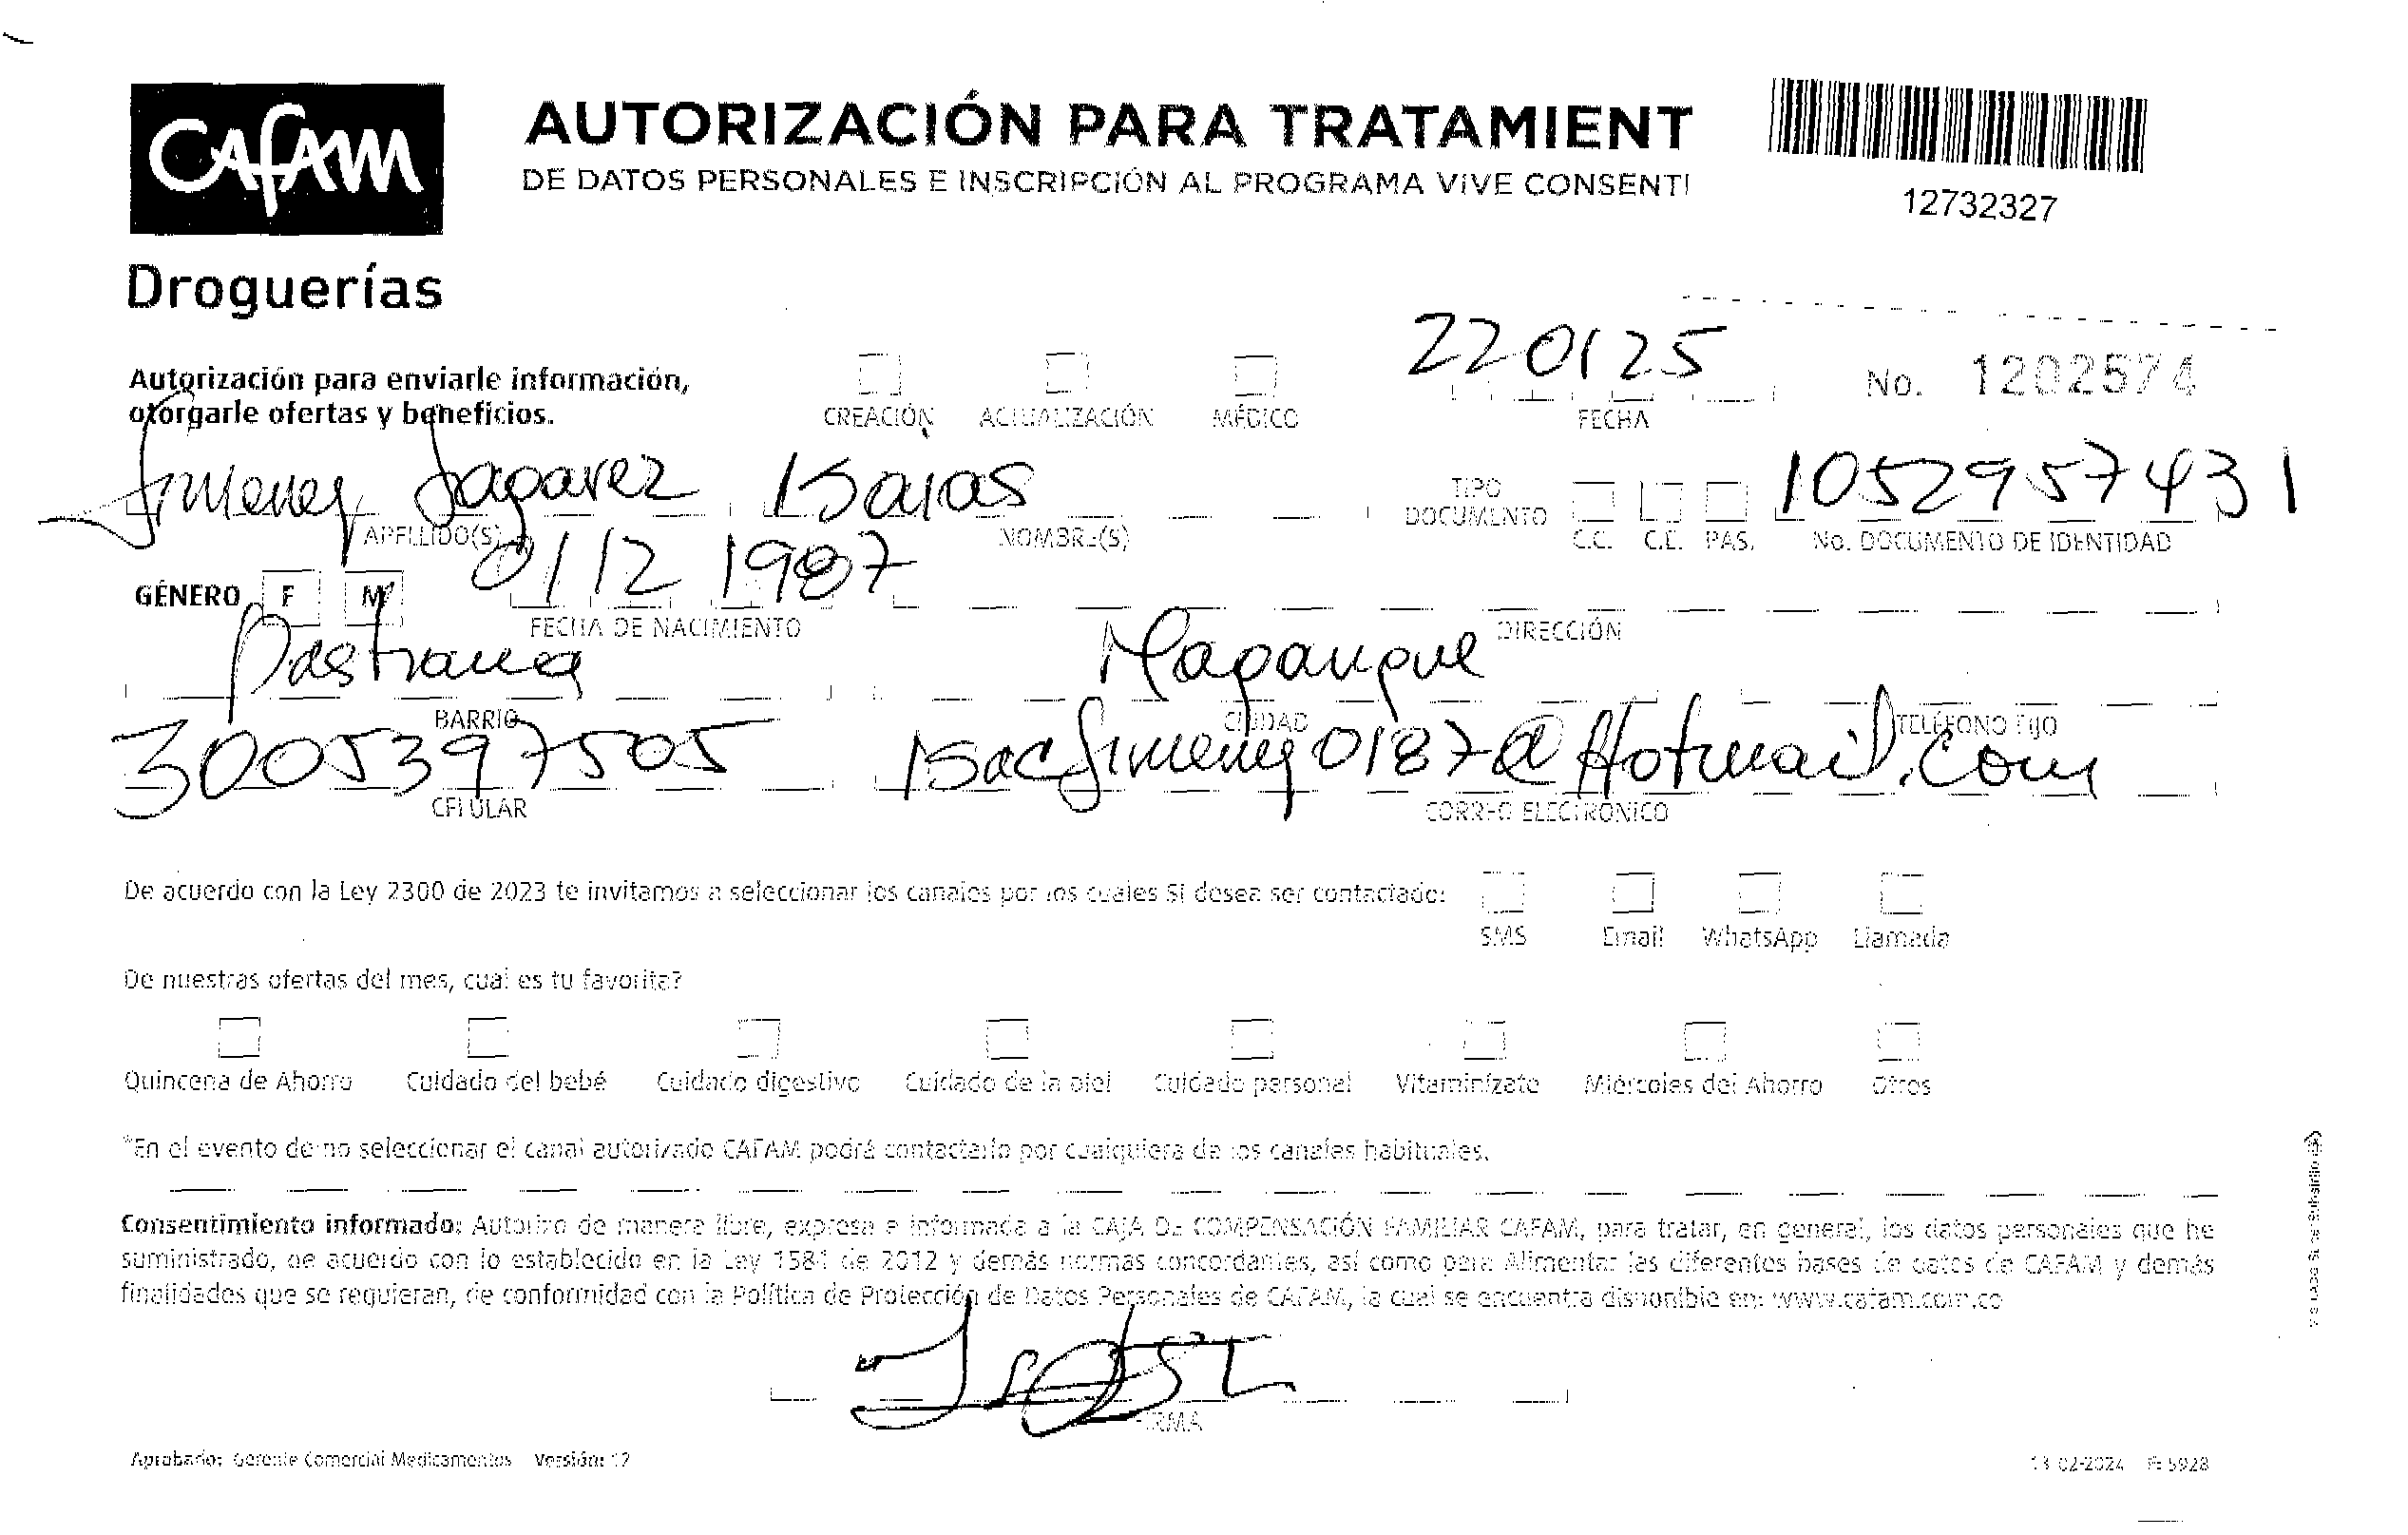 CAFAM
Droguerías
AUTORIZACIÓN PARA TRATAMIENT
DE DATOS PERSONALES E INSCRIPCIÓN AL PROGRAMA VIVE CONSENTI
12732327
Autorización para enviarle información,
otorgarle ofertas y beneficios.
CREACIÓN ACTUALIZACIÓN MÉDICO
220125
FECHA
No. 1202574
Jimenez Isaias
APELLIDO(S) NOMBRE(S)
TIPO DOCUMENTO C.C. C.E. PAS.
1052957431
No. DOCUMENTO DE IDENTIDAD
GÉNERO F M
01121987
FECHA DE NACIMIENTO DIRECCIÓN
Pastrana Magangue
BARRIO CIUDAD TELÉFONO FIJO
3005397505 IsacJimenez0187@Hotmail.com
CELULAR CORREO ELECTRÓNICO
De acuerdo con la Ley 2300 de 2023 te invitamos a seleccionar los canales por los cuales SI desea ser contactado:
SMS Email WhatsApp Llamada
De nuestras ofertas del mes, cual es tu favorita?
Quincena de Ahorro Cuidado del bebé Cuidado digestivo Cuidado de la piel Cuidado personal Vitaminízate Miércoles del Ahorro Otros
*En el evento de no seleccionar el canal autorizado CAFAM podrá contactarlo por cualquiera de los canales habituales.
Consentimiento informado: Autorizo de manera libre, expresa e informada a la CAJA DE COMPENSACIÓN FAMILIAR CAFAM, para tratar, en general, los datos personales que he
suministrado, de acuerdo con lo establecido en la Ley 1581 de 2012 y demás normas concordantes, así como para Alimentar las diferentes bases de datos de CAFAM y demás
finalidades que se requieran, de conformidad con la Política de Protección de Datos Personales de CAFAM, la cual se encuentra disponible en: www.cafam.com.co
FIRMA
Aprobado: Gerente Comercial Medicamentos Versión: 12
13-02-2024 F: 5928